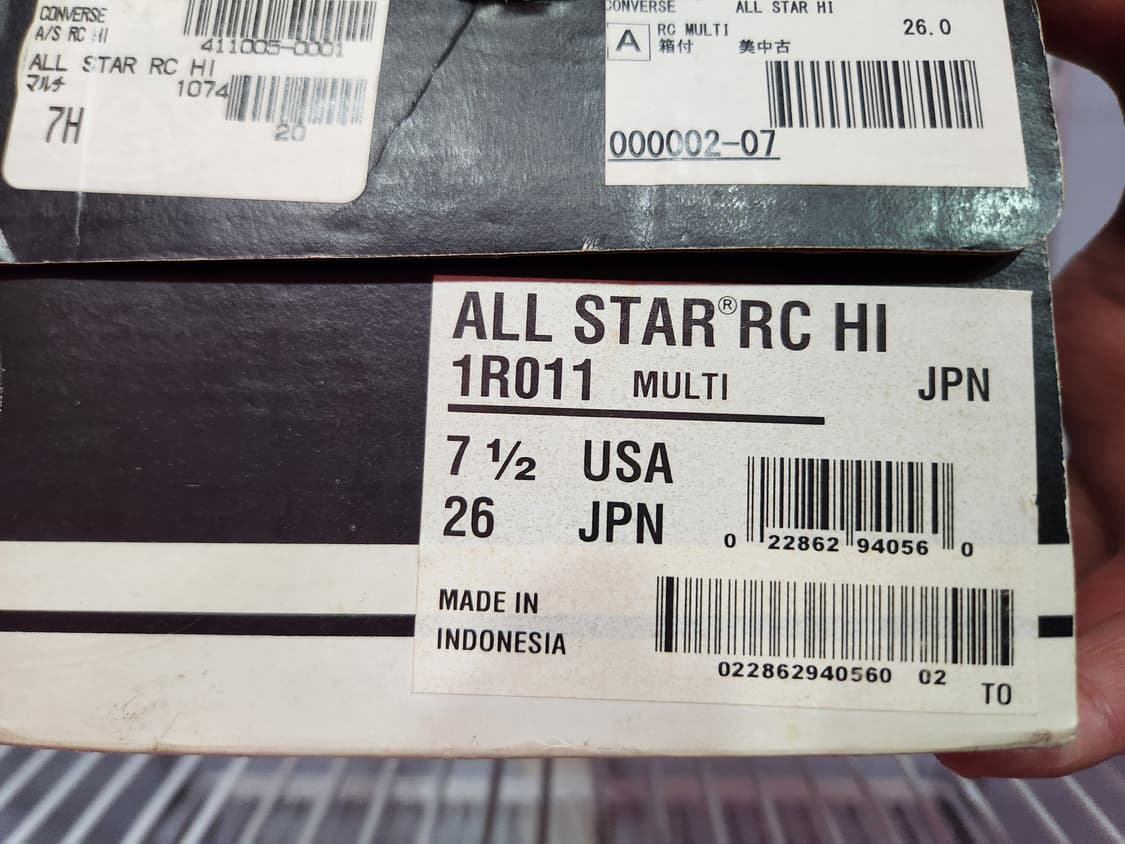 CONVERSE
A/S RC HI
411005-0001
ALL STAR RC HI
マルチ 1074
7H
20
CONVERSE ALL STAR HI
A RC MULTI 26.0
箱付 美中古
000002-07
ALL STAR® RC HI
1R011 MULTI JPN
7 ½ USA
26 JPN
0 22862 94056 0
MADE IN
INDONESIA
022862940560 02
TO